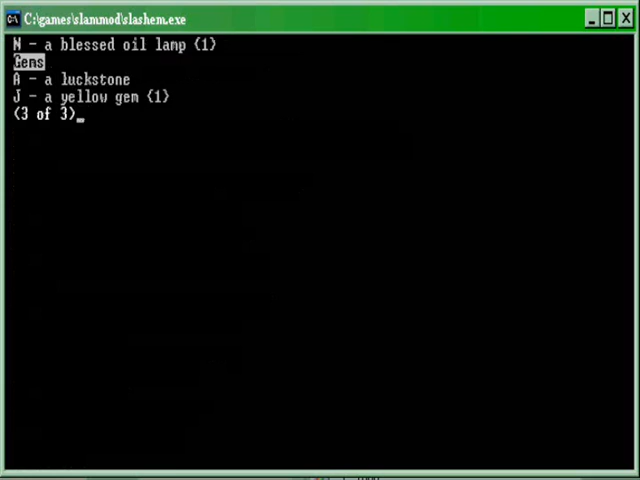 C:\games\slammod\slashem.exe
N - a blessed oil lamp {1}
Gems
A - a luckstone
J - a yellow gem {1}
(3 of 3)_